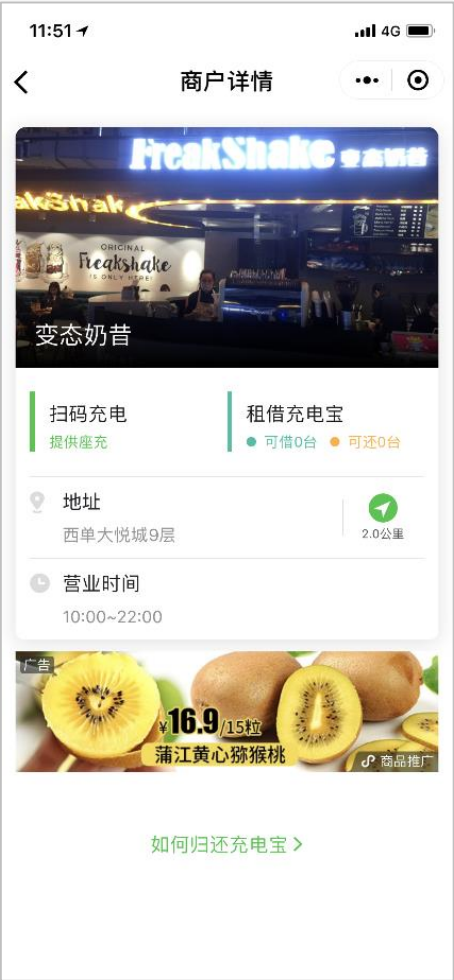 11:51
4G
商户详情
FreakShake 变态奶昔
ORIGINAL
Freakshake
IS ONLY HERE!
变态奶昔
扫码充电
提供座充
租借充电宝
可借0台
可还0台
地址
西单大悦城9层
2.0公里
营业时间
10:00~22:00
广告
¥16.9/15粒
蒲江黄心猕猴桃
商品推广
如何归还充电宝